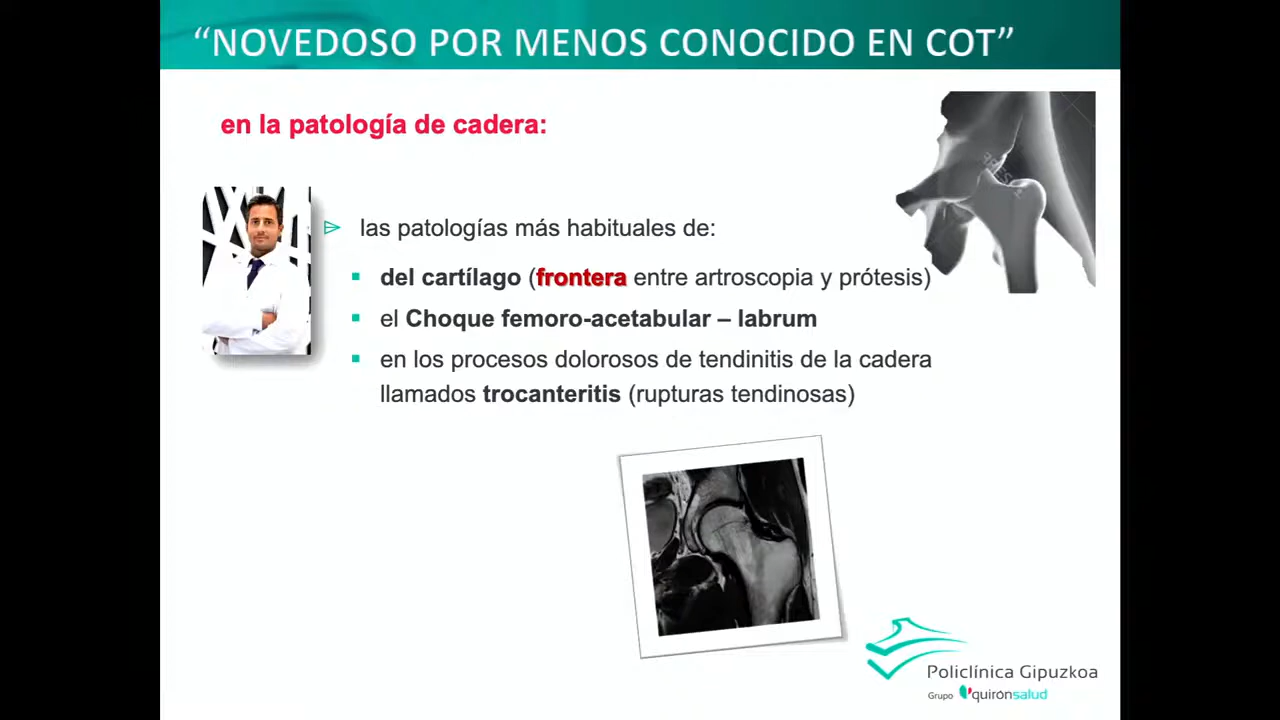 “NOVEDOSO POR MENOS CONOCIDO EN COT”
en la patología de cadera:
las patologías más habituales de:
del cartílago (frontera entre artroscopia y prótesis)
el Choque femoro-acetabular – labrum
en los procesos dolorosos de tendinitis de la cadera
llamados trocanteritis (rupturas tendinosas)
Policlínica Gipuzkoa
Grupo quirónsalud